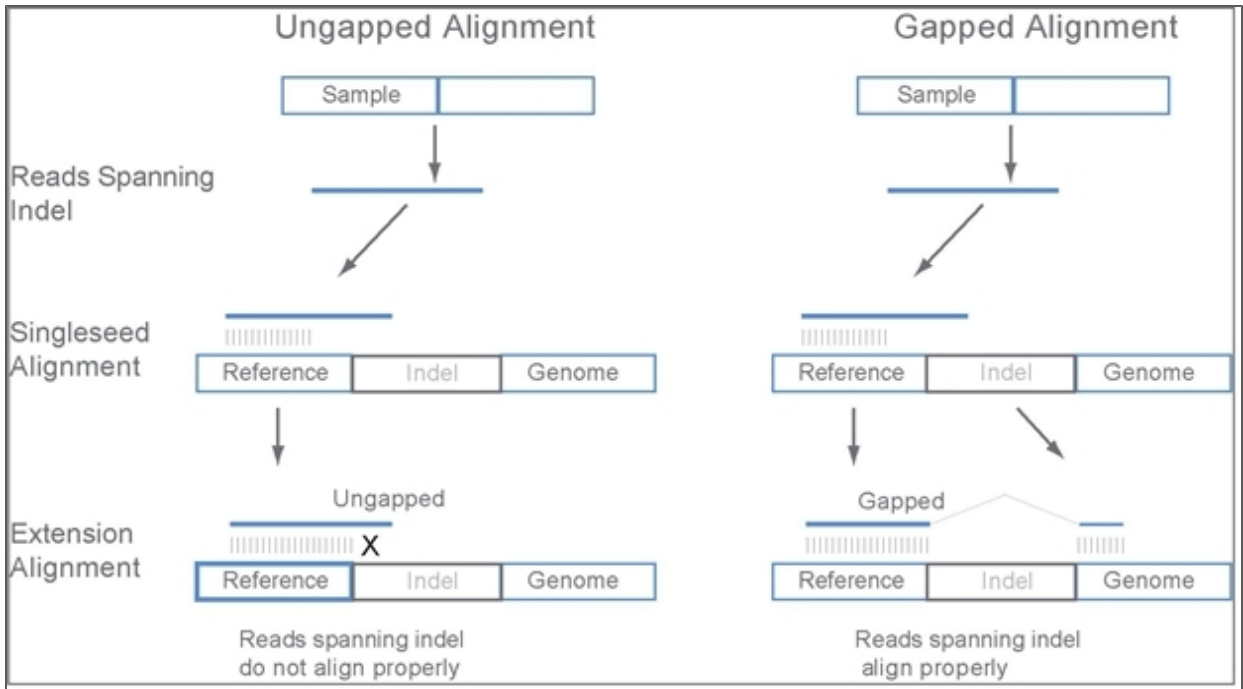 Ungapped Alignment
Gapped Alignment
Sample
Sample
Reads Spanning
Indel
Singleseed
Alignment
Reference Indel Genome
Reference Indel Genome
Ungapped
Gapped
Extension
Alignment
X
Reference Indel Genome
Reference Indel Genome
Reads spanning indel
do not align properly
Reads spanning indel
align properly